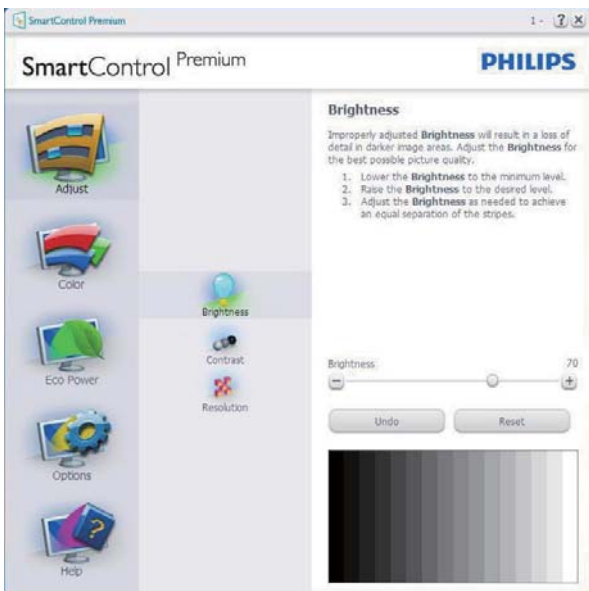 SmartControl Premium
1 - ? X
SmartControl Premium
PHILIPS
Adjust
Color
Eco Power
Options
Help
Brightness
Contrast
Resolution
Brightness
Improperly adjusted Brightness will result in a loss of
detail in darker image areas. Adjust the Brightness for
the best possible picture quality.
1. Lower the Brightness to the minimum level.
2. Raise the Brightness to the desired level.
3. Adjust the Brightness as needed to achieve
an equal separation of the stripes.
Brightness 70
Undo Reset